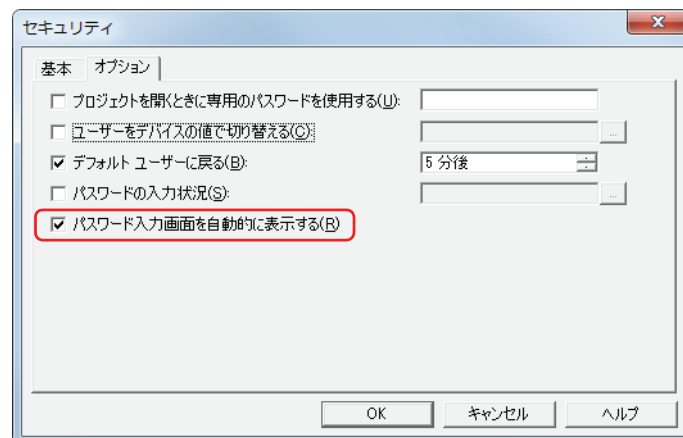 セキュリティ
基本 オプション
プロジェクトを開くときに専用のパスワードを使用する(U):
ユーザーをデバイスの値で切り替える(C): ...
デフォルト ユーザーに戻る(B): 5 分後
パスワードの入力状況(S): ...
パスワード入力画面を自動的に表示する(R)
OK キャンセル ヘルプ